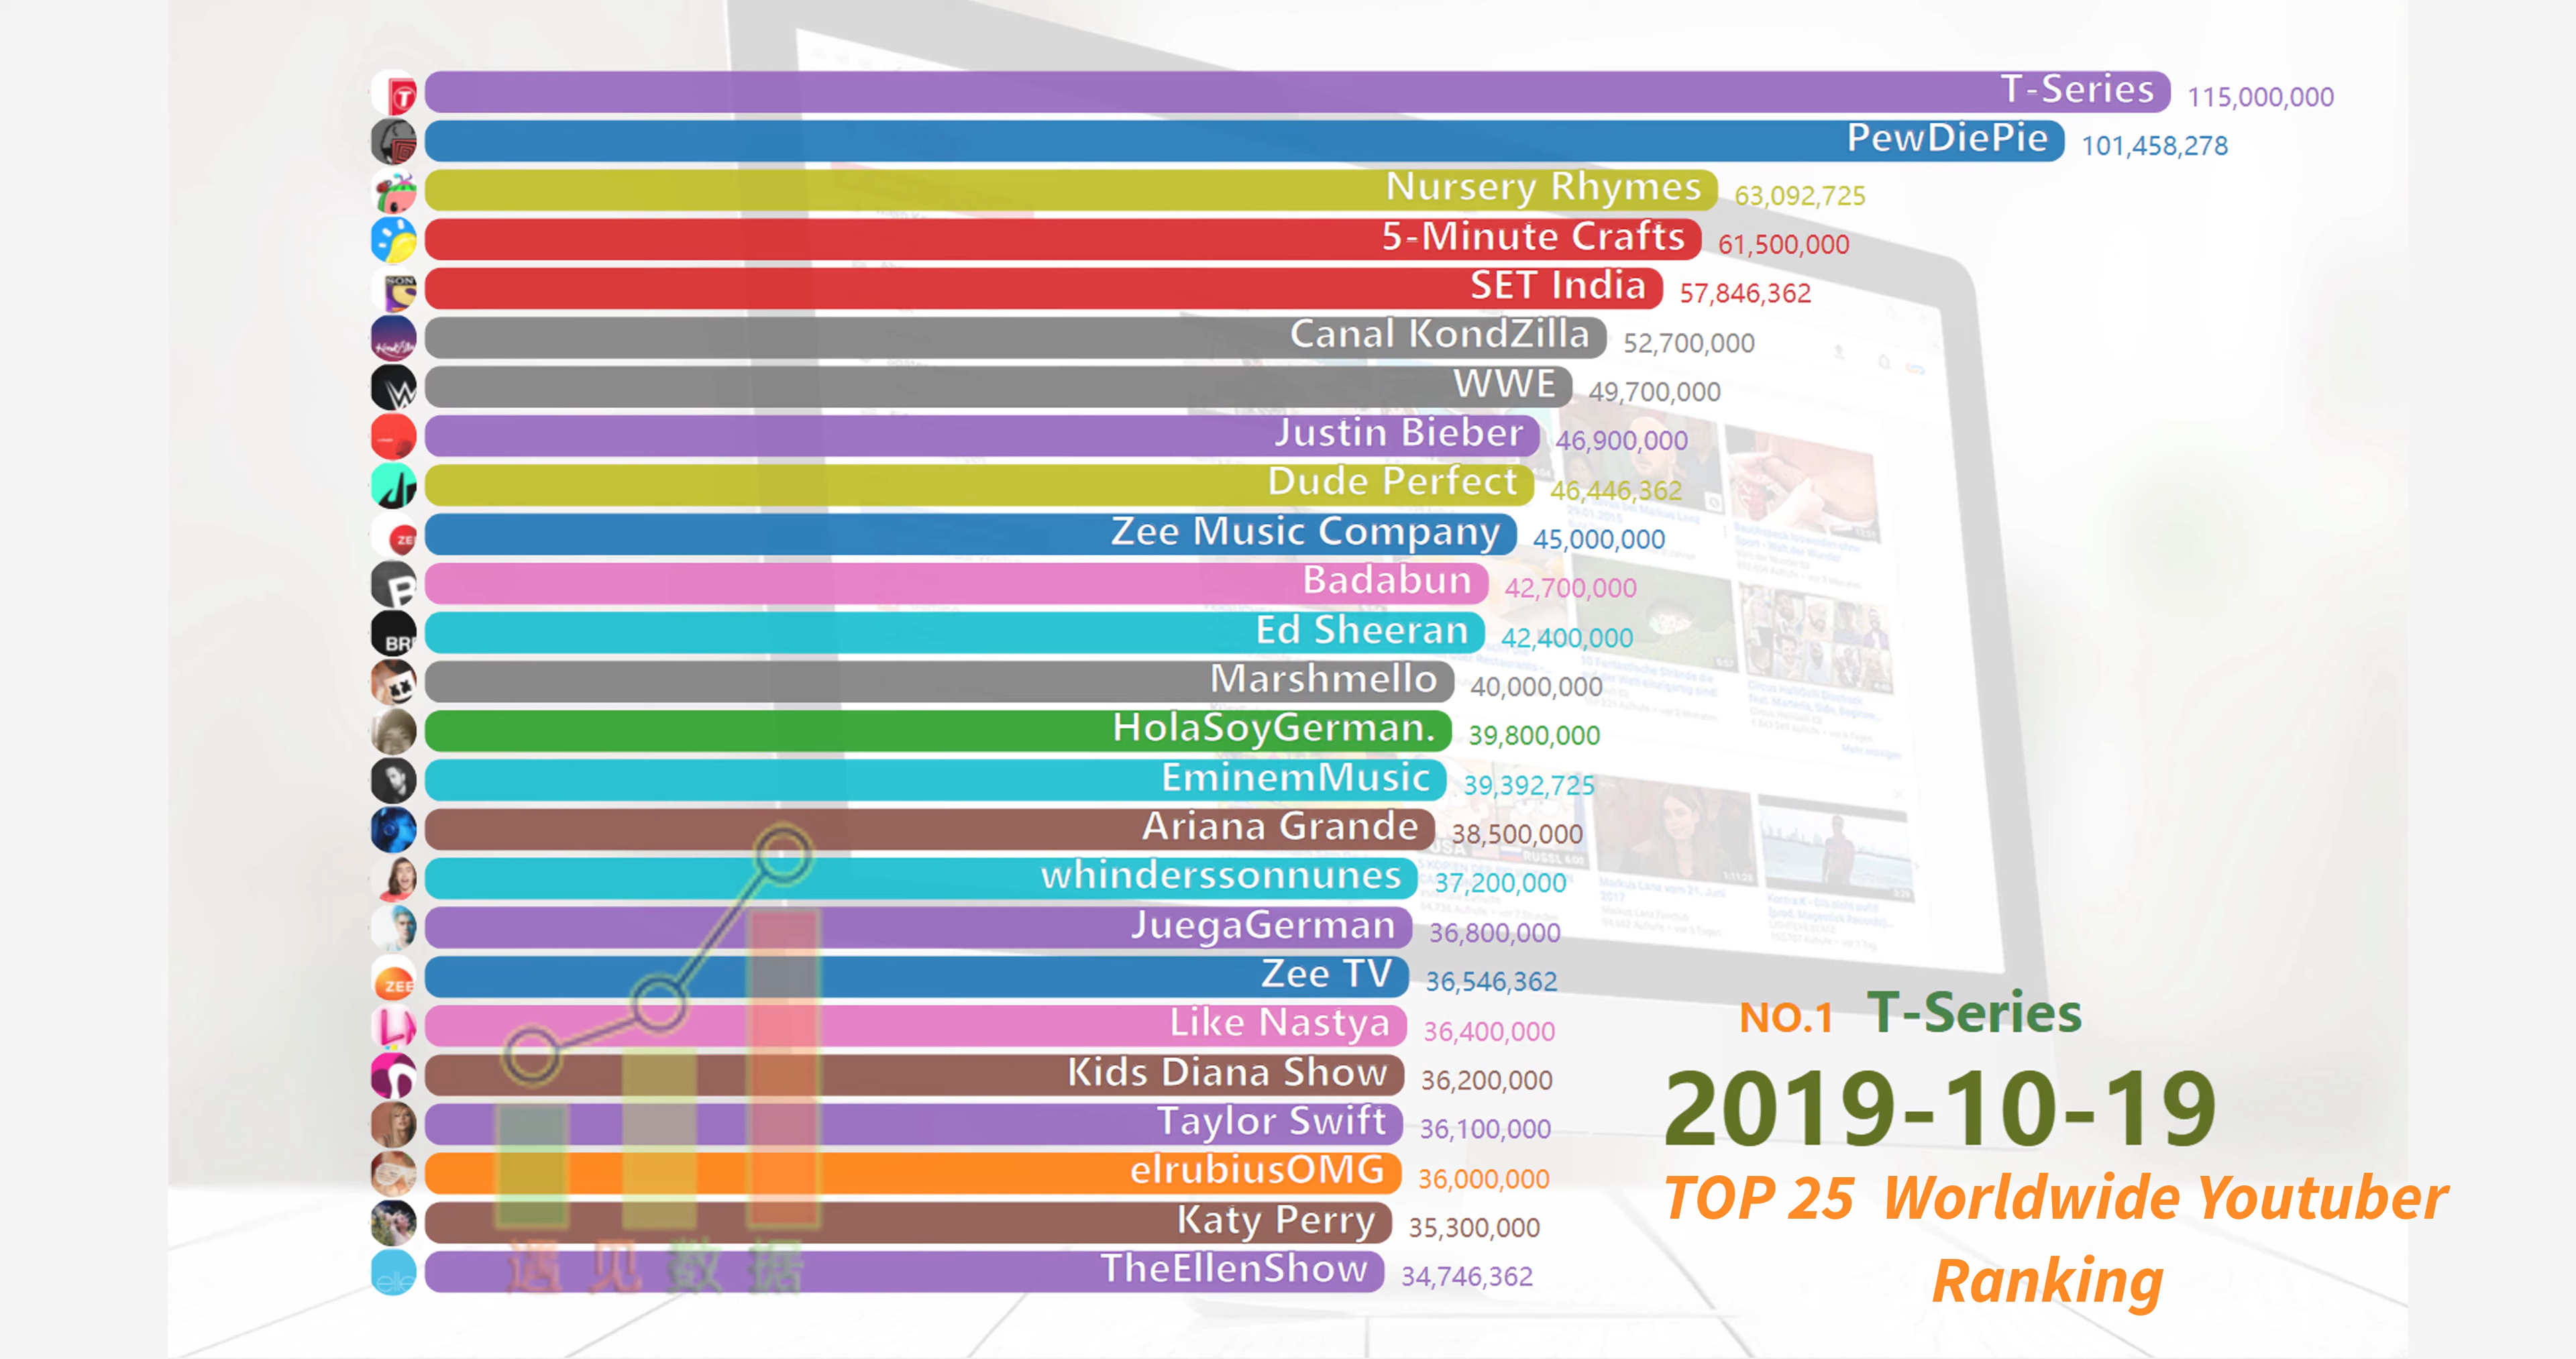 T-Series 115,000,000
PewDiePie 101,458,278
Nursery Rhymes 63,092,725
5-Minute Crafts 61,500,000
SET India 57,846,362
Canal KondZilla 52,700,000
WWE 49,700,000
Justin Bieber 46,900,000
Dude Perfect 46,446,362
Zee Music Company 45,000,000
Badabun 42,700,000
Ed Sheeran 42,400,000
Marshmello 40,000,000
HolaSoyGerman. 39,800,000
EminemMusic 39,392,725
Ariana Grande 38,500,000
whinderssonnunes 37,200,000
JuegaGerman 36,800,000
Zee TV 36,546,362
Like Nastya 36,400,000
Kids Diana Show 36,200,000
Taylor Swift 36,100,000
elrubiusOMG 36,000,000
Katy Perry 35,300,000
TheEllenShow 34,746,362
遇见数据
NO.1 T-Series
2019-10-19
TOP 25 Worldwide Youtuber
Ranking